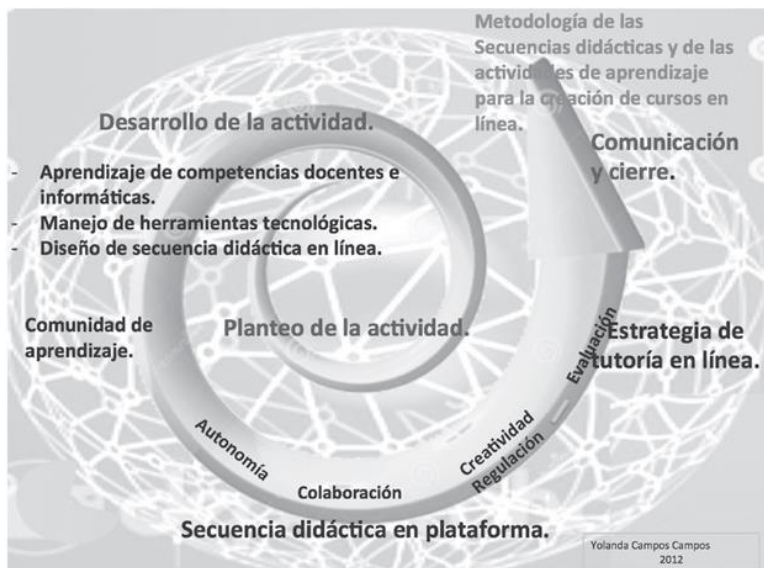 Metodología de las
Secuencias didácticas y de las
actividades de aprendizaje
para la creación de cursos en
línea.
Desarrollo de la actividad.
Comunicación
y cierre.
- Aprendizaje de competencias docentes e
informáticas.
- Manejo de herramientas tecnológicas.
- Diseño de secuencia didáctica en línea.
Comunidad de
aprendizaje.
Planteo de la actividad.
Estrategia de
tutoría en línea.
Autonomía
Colaboración
Creatividad
Regulación
Evaluación
Secuencia didáctica en plataforma.
Yolanda Campos Campos
2012